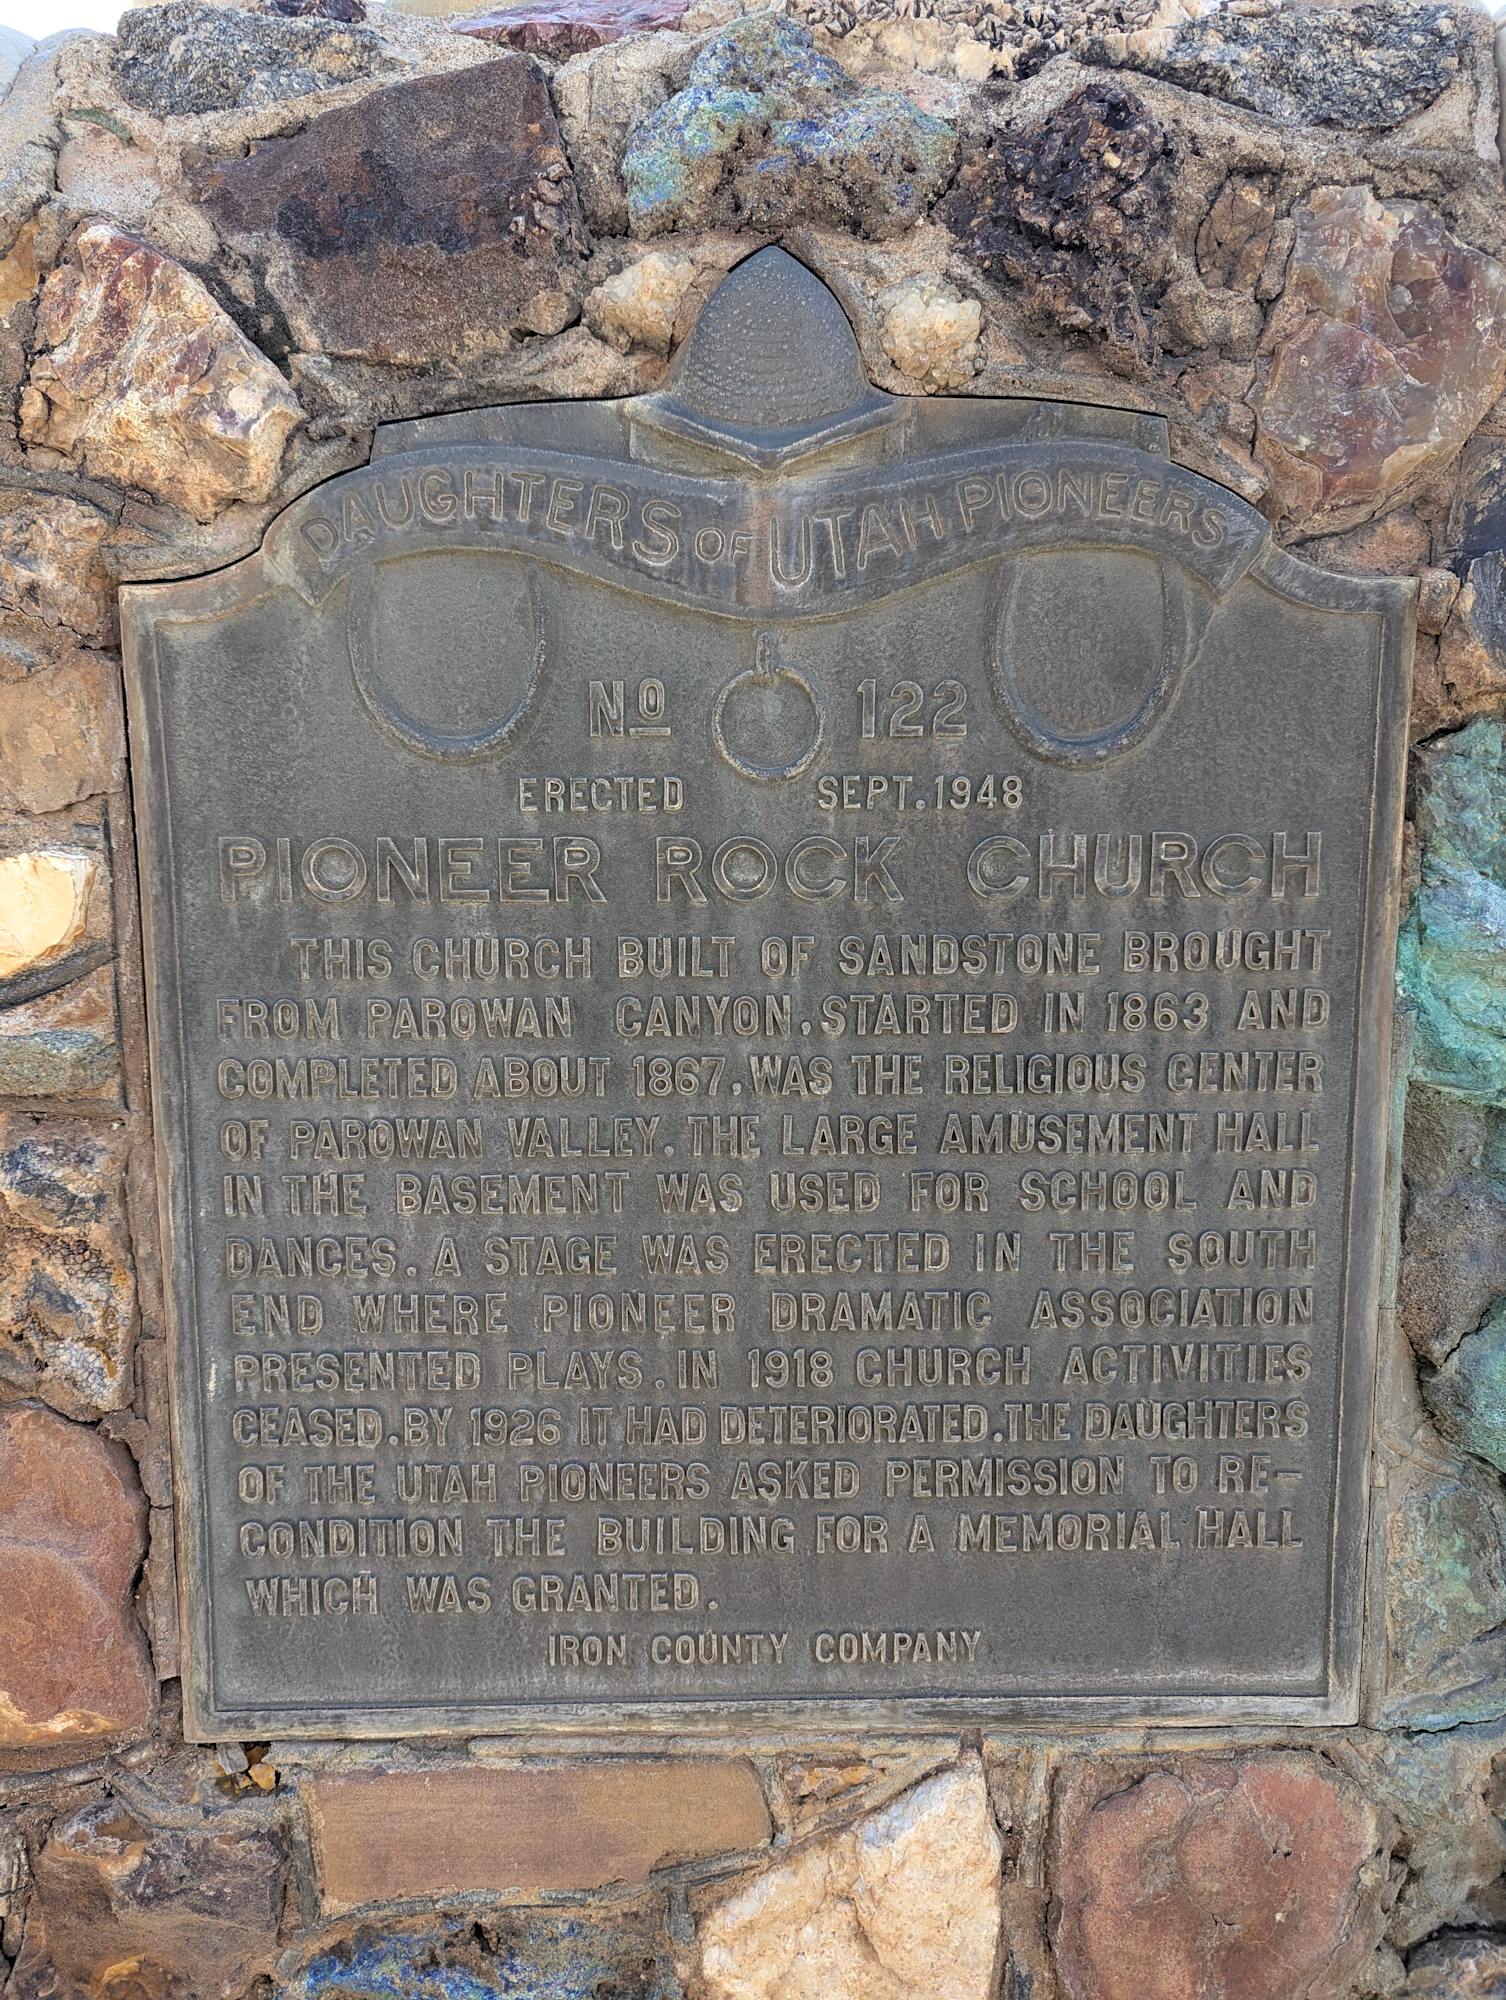 DAUGHTERS OF UTAH PIONEERS
No 122
ERECTED SEPT. 1948
PIONEER ROCK CHURCH
THIS CHURCH BUILT OF SANDSTONE BROUGHT
FROM PAROWAN CANYON, STARTED IN 1863 AND
COMPLETED ABOUT 1867, WAS THE RELIGIOUS CENTER
OF PAROWAN VALLEY. THE LARGE AMUSEMENT HALL
IN THE BASEMENT WAS USED FOR SCHOOL AND
DANCES. A STAGE WAS ERECTED IN THE SOUTH
END WHERE PIONEER DRAMATIC ASSOCIATION
PRESENTED PLAYS. IN 1918 CHURCH ACTIVITIES
CEASED. BY 1926 IT HAD DETERIORATED. THE DAUGHTERS
OF THE UTAH PIONEERS ASKED PERMISSION TO RE-
CONDITION THE BUILDING FOR A MEMORIAL HALL
WHICH WAS GRANTED.
IRON COUNTY COMPANY